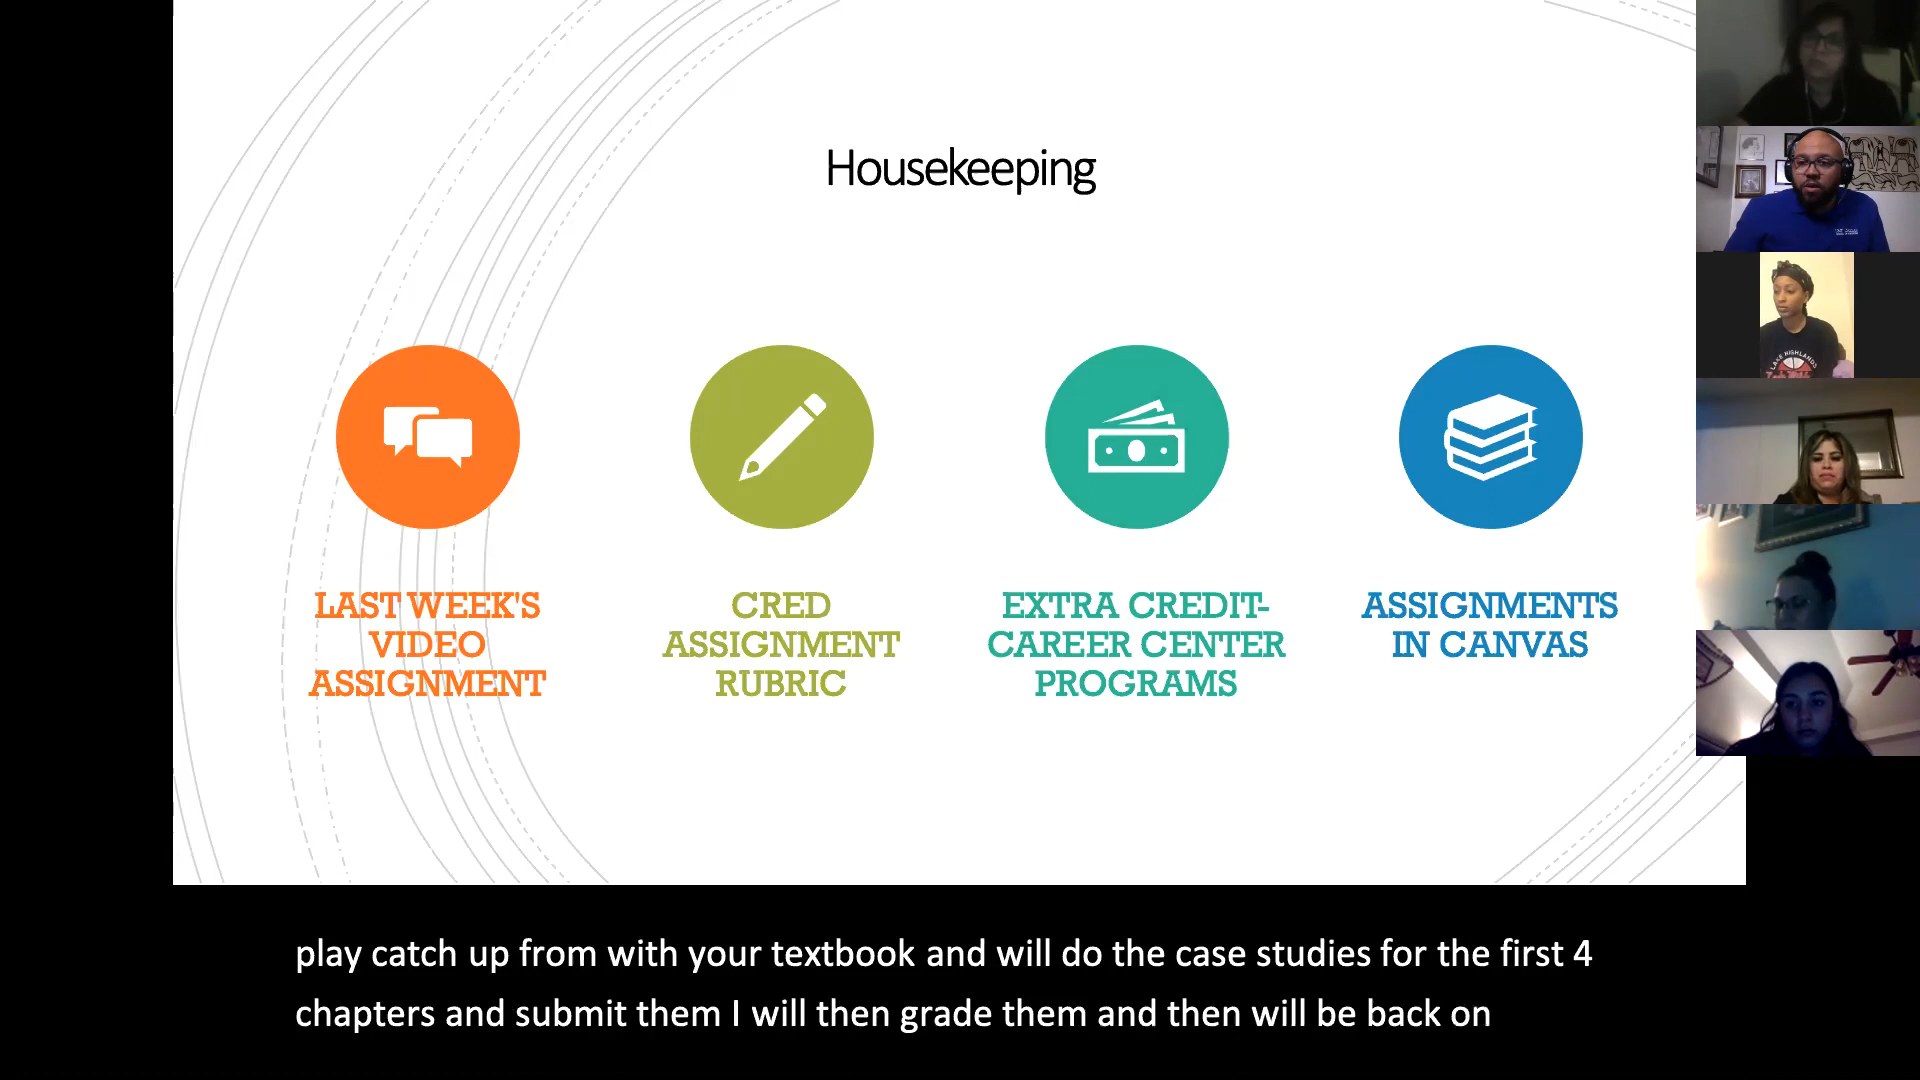 Housekeeping
LAST WEEK'S
VIDEO
ASSIGNMENT
CRED
ASSIGNMENT
RUBRIC
EXTRA CREDIT-
CAREER CENTER
PROGRAMS
ASSIGNMENTS
IN CANVAS
LAKE HIGHLANDS
play catch up from with your textbook and will do the case studies for the first 4
chapters and submit them I will then grade them and then will be back on